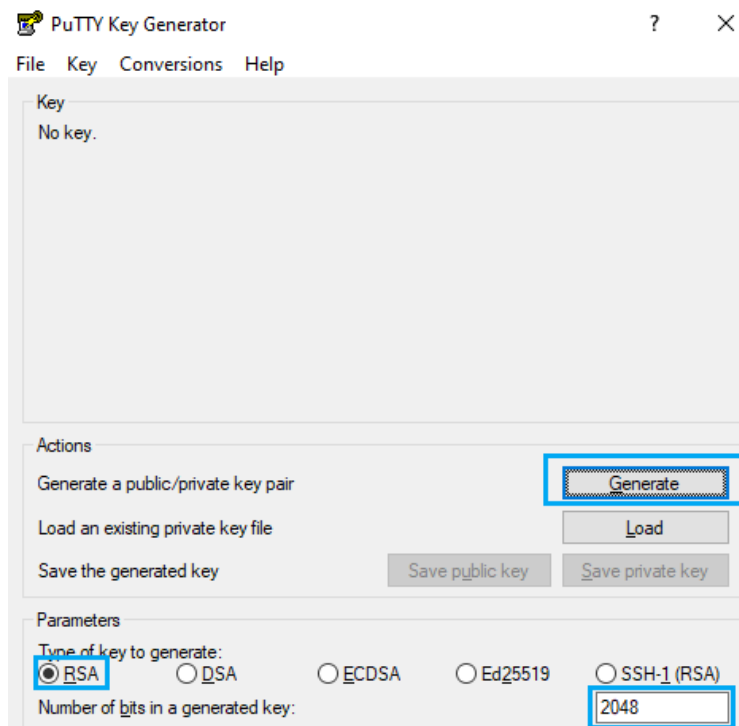 PuTTY Key Generator ?
File Key Conversions Help
Key
No key.
Actions
Generate a public/private key pair Generate
Load an existing private key file Load
Save the generated key Save public key Save private key
Parameters
Type of key to generate:
RSA DSA ECDSA Ed25519 SSH-1 (RSA)
Number of bits in a generated key: 2048